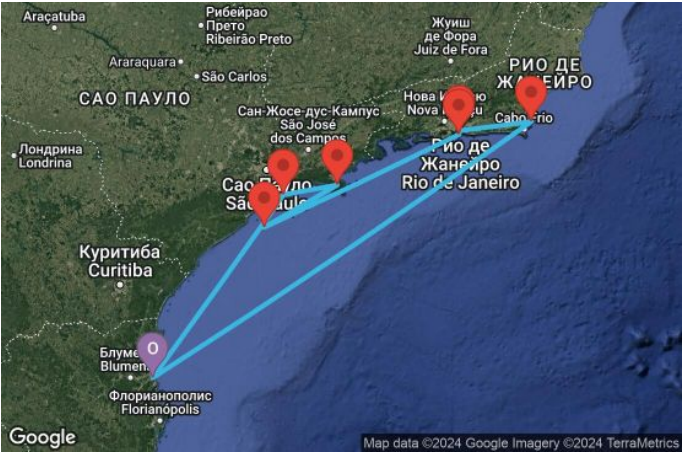 Araçatuba
Рибейрао
Прето
Ribeirão Preto
Жуиш
де Фора
Juiz de Fora
Araraquara
São Carlos
РИО ДЕ
ЖАНЕЙРО
САО ПАУЛО
Нова И
ю
Nova
Cabo Frio
Сан-Жосе-дус-Кампус
São José
dos Campos
Лондрина
Londrina
Рио де
Жанейро
Rio de Janeiro
Сао Пауло
São Paulo
Куритиба
Curitiba
O
Блуме
Blumen
Флорианополис
Florianópolis
Google
Map data ©2024 Google Imagery ©2024 TerraMetrics